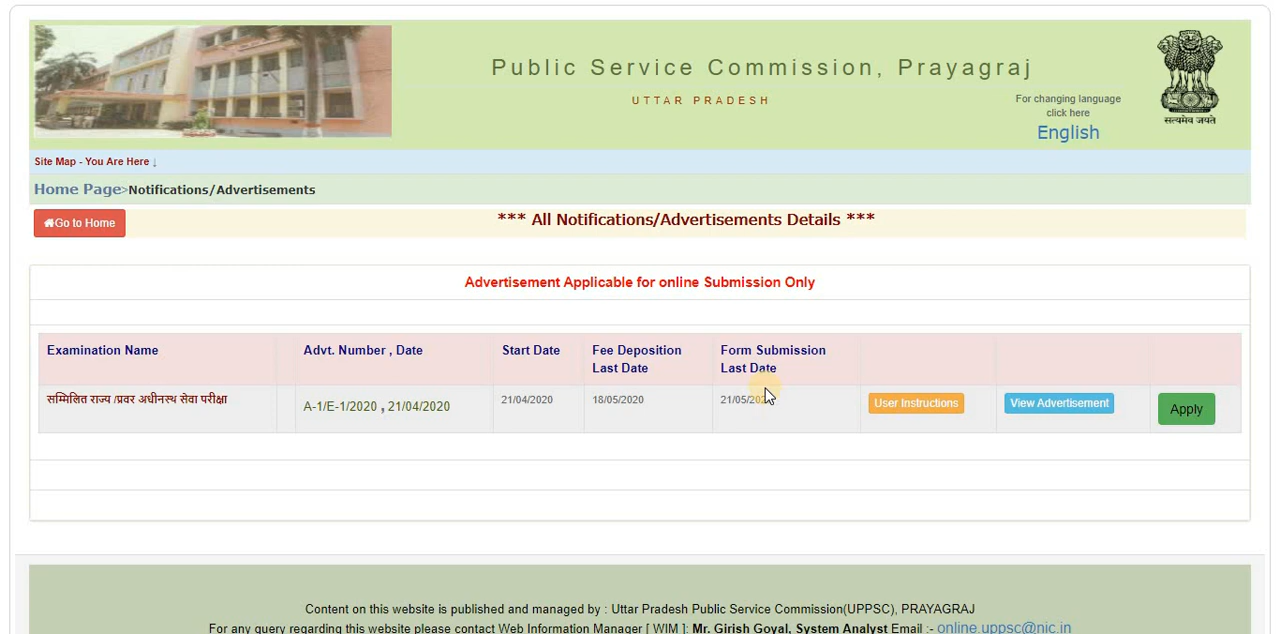 Public Service Commission, Prayagraj
UTTAR PRADESH
सत्यमेव जयते
For changing language
click here
English
Site Map - You Are Here ↓
Home Page>Notifications/Advertisements
Go to Home
*** All Notifications/Advertisements Details ***
Advertisement Applicable for online Submission Only
Examination Name Advt. Number , Date Start Date Fee Deposition Last Date Form Submission Last Date
सम्मिलित राज्य /प्रवर अधीनस्थ सेवा परीक्षा A-1/E-1/2020 , 21/04/2020 21/04/2020 18/05/2020 User Instructions View Advertisement Apply
Content on this website is published and managed by : Uttar Pradesh Public Service Commission(UPPSC), PRAYAGRAJ
For any query regarding this website please contact Web Information Manager [ WIM ]: Mr. Girish Goyal, System Analyst Email :- online.uppsc@nic.in